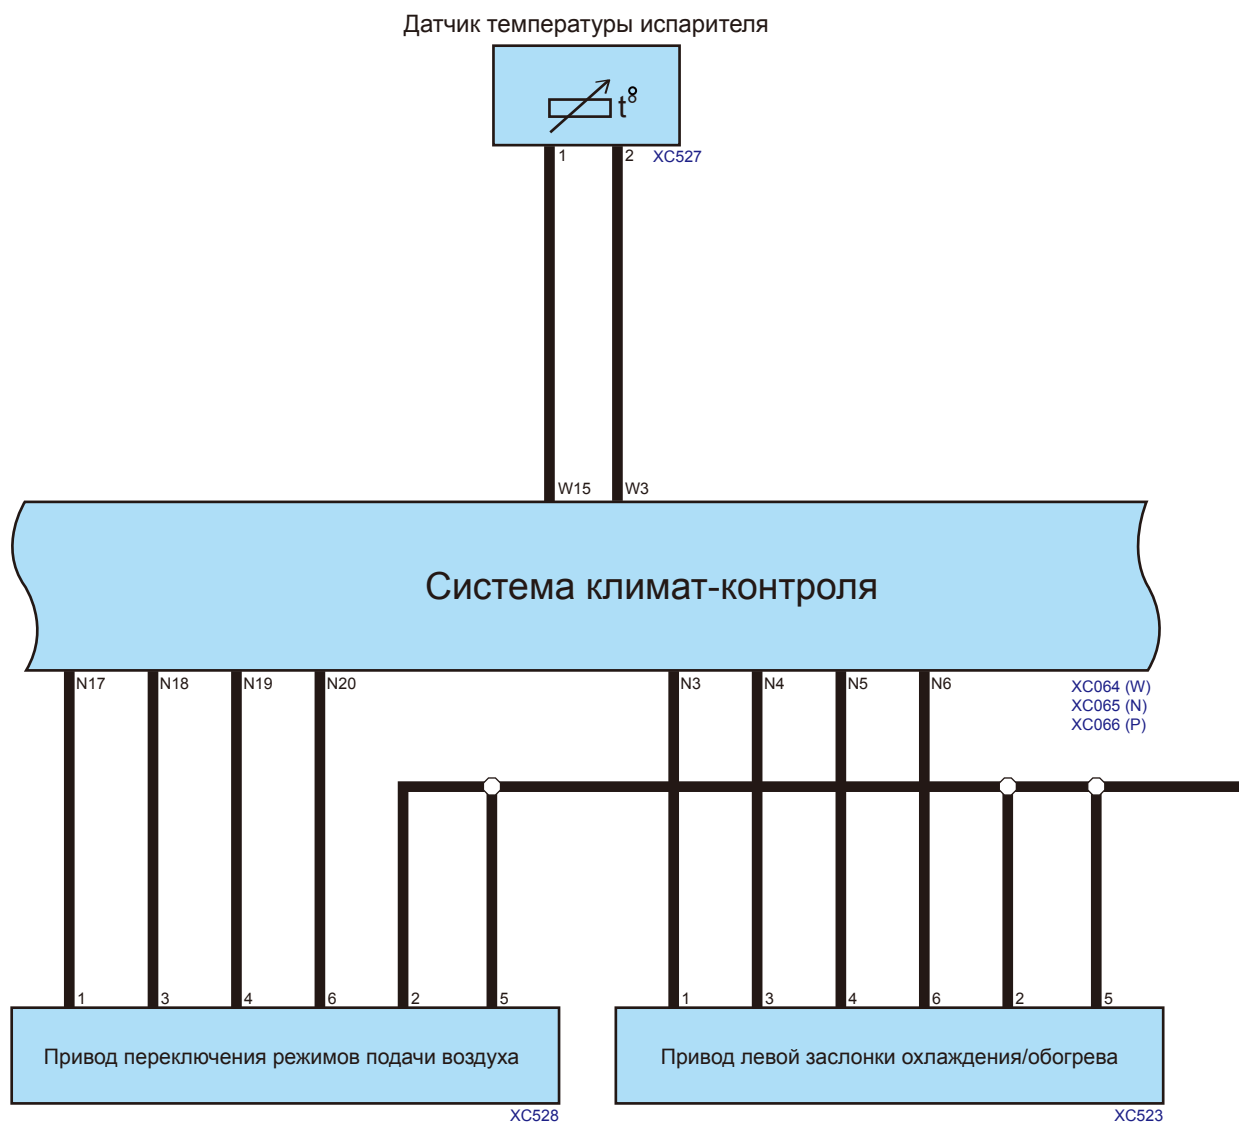 Датчик температуры испарителя
t°
1 2 XC527
W15 W3
Система климат-контроля
N17 N18 N19 N20 N3 N4 N5 N6
XC064 (W)
XC065 (N)
XC066 (P)
1 3 4 6 2 5 1 3 4 6 2 5
Привод переключения режимов подачи воздуха
Привод левой заслонки охлаждения/обогрева
XC528 XC523